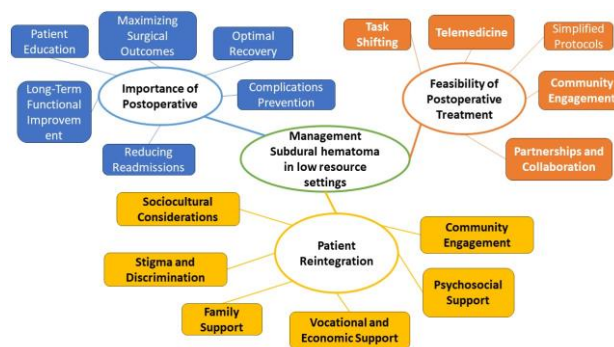 Patient
Education
Maximizing
Surgical
Outcomes
Optimal
Recovery
Long-Term
Functional
Improvem
ent
Importance of
Postoperative
Complications
Prevention
Reducing
Readmissions
Task
Shifting
Telemedicine
Simplified
Protocols
Feasibility of
Postoperative
Treatment
Community
Engagement
Partnerships and
Collaboration
Management
Subdural hematoma
in low resource
settings
Sociocultural
Considerations
Stigma and
Discrimination
Family
Support
Patient
Reintegration
Vocational and
Economic Support
Community
Engagement
Psychosocial
Support